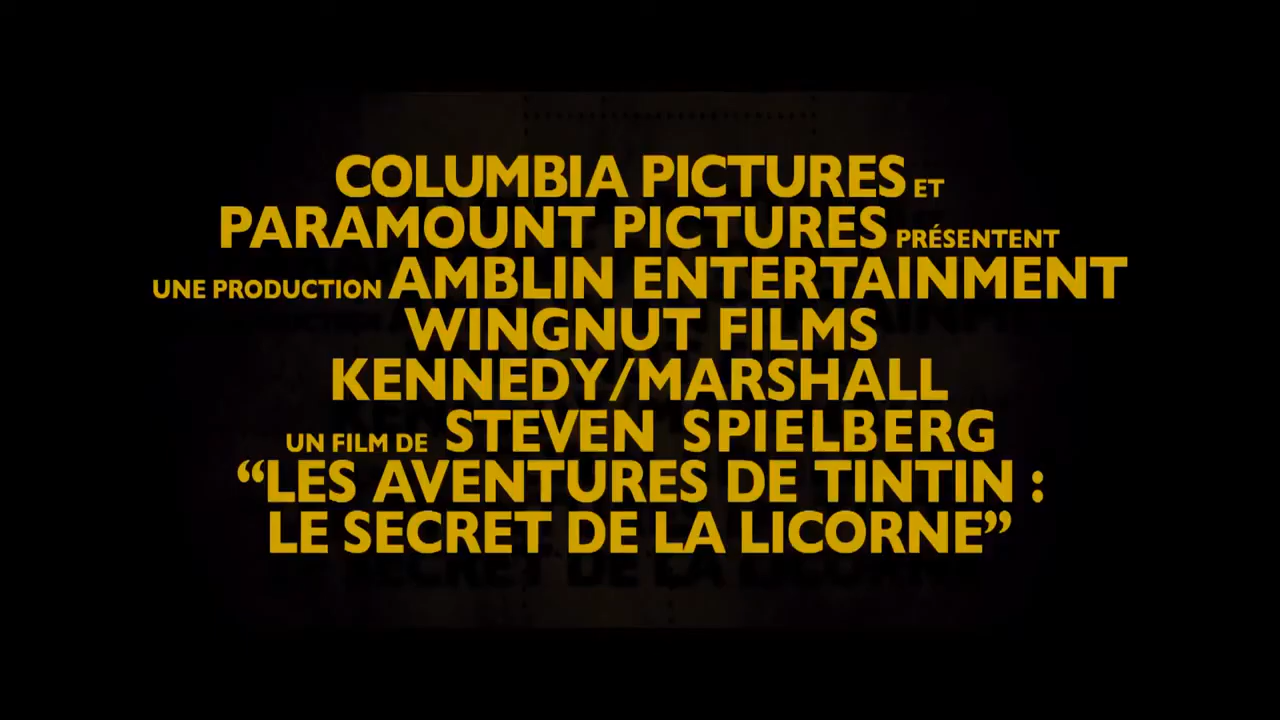 COLUMBIA PICTURES ET
PARAMOUNT PICTURES PRÉSENTENT
UNE PRODUCTION AMBLIN ENTERTAINMENT
WINGNUT FILMS
KENNEDY/MARSHALL
UN FILM DE STEVEN SPIELBERG
“LES AVENTURES DE TINTIN :
LE SECRET DE LA LICORNE”